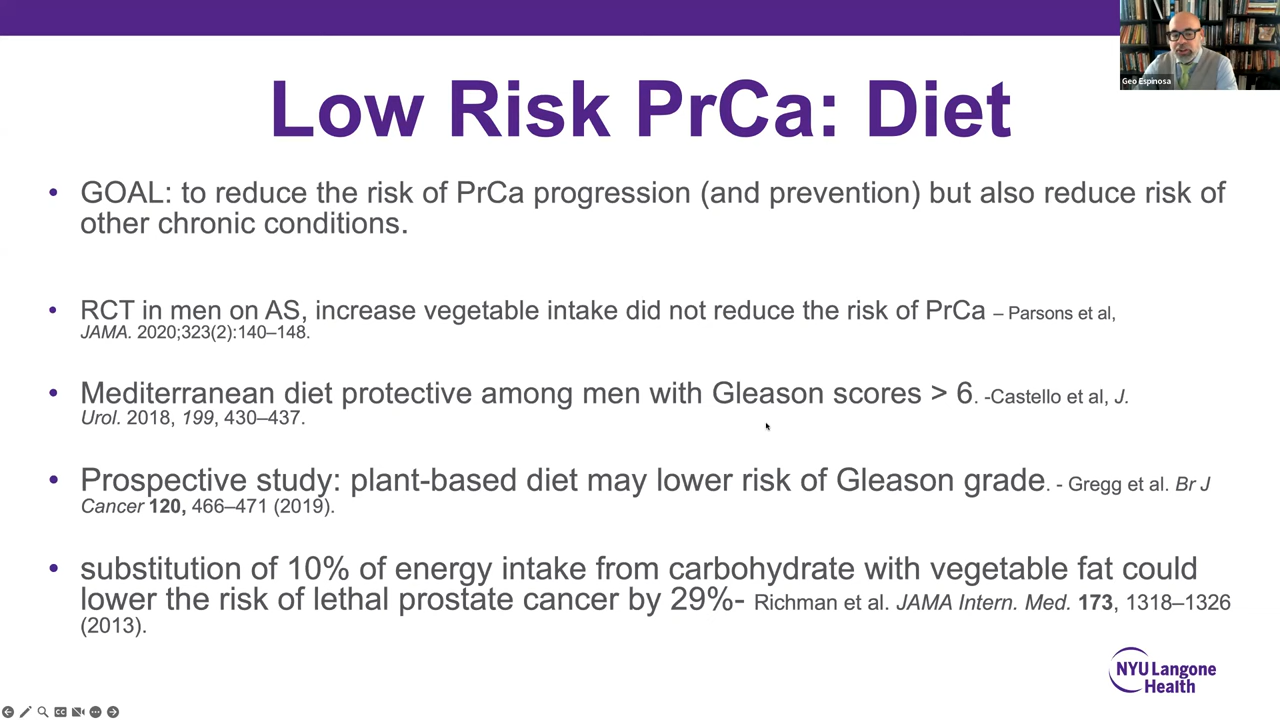 Geo Espinosa
Low Risk PrCa: Diet
• GOAL: to reduce the risk of PrCa progression (and prevention) but also reduce risk of
other chronic conditions.
• RCT in men on AS, increase vegetable intake did not reduce the risk of PrCa – Parsons et al,
JAMA. 2020;323(2):140–148.
• Mediterranean diet protective among men with Gleason scores > 6. -Castello et al, J.
Urol. 2018, 199, 430–437.
• Prospective study: plant-based diet may lower risk of Gleason grade. - Gregg et al. Br J
Cancer 120, 466–471 (2019).
• substitution of 10% of energy intake from carbohydrate with vegetable fat could
lower the risk of lethal prostate cancer by 29%- Richman et al. JAMA Intern. Med. 173, 1318–1326
(2013).
NYU Langone
Health
CC